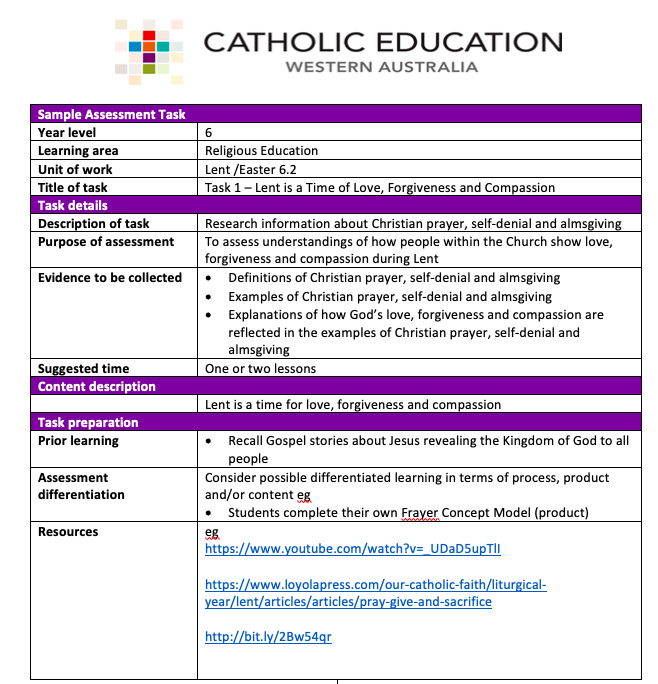 CATHOLIC EDUCATION
WESTERN AUSTRALIA
Sample Assessment Task
Year level 6
Learning area Religious Education
Unit of work Lent /Easter 6.2
Title of task Task 1 – Lent is a Time of Love, Forgiveness and Compassion
Task details
Description of task Research information about Christian prayer, self-denial and almsgiving
Purpose of assessment To assess understandings of how people within the Church show love,
forgiveness and compassion during Lent
Evidence to be collected • Definitions of Christian prayer, self-denial and almsgiving
• Examples of Christian prayer, self-denial and almsgiving
• Explanations of how God’s love, forgiveness and compassion are
reflected in the examples of Christian prayer, self-denial and
almsgiving
Suggested time One or two lessons
Content description
Lent is a time for love, forgiveness and compassion
Task preparation
Prior learning • Recall Gospel stories about Jesus revealing the Kingdom of God to all
people
Assessment Consider possible differentiated learning in terms of process, product
differentiation and/or content eg
• Students complete their own Frayer Concept Model (product)
Resources eg
https://www.youtube.com/watch?v=_UDaD5upTlI
https://www.loyolapress.com/our-catholic-faith/liturgical-
year/lent/articles/articles/pray-give-and-sacrifice
http://bit.ly/2Bw54qr